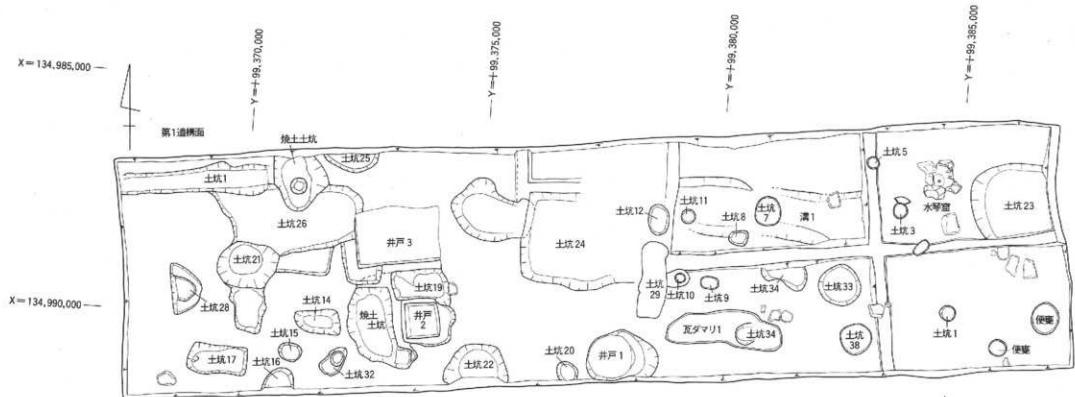 Y=+99,370,000
Y=+99,375,000
Y=+99,380,000
Y=+99,385,000
X=134,985,000
第1遺構面
焼土土坑
土坑25
土坑5
土坑1
土坑26
土坑12
土坑11
土坑8
土坑7
溝1
土坑3
水琴窟
土坑23
井戸3
土坑24
土坑21
X=134,990,000
土坑28
土坑14
焼土
土坑
土坑19
井戸
2
土坑
29
土坑10
土坑9
土坑34
土坑33
土坑17
土坑15
土坑16
土坑32
土坑22
土坑20
井戸1
瓦ダマリ1
土坑34
土坑
38
土坑1
便甕
便甕